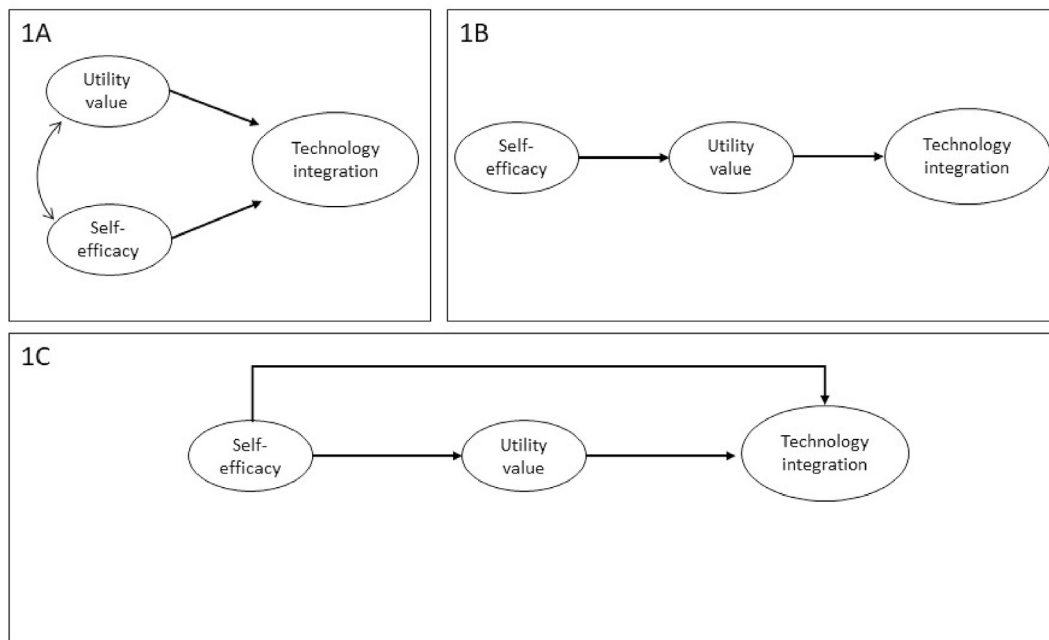 1A
Utility
value
Technology
integration
Self-
efficacy
1B
Self-
efficacy
Utility
value
Technology
integration
1C
Self-
efficacy
Utility
value
Technology
integration